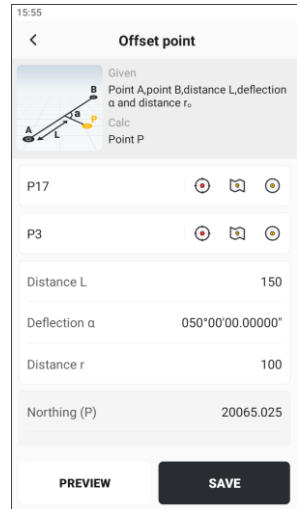 15:55
Offset point
Given
Point A,point B,distance L,deflection
α and distance r。
Calc
Point P
A
B
L
a
P
P17
P3
Distance L 150
Deflection α 050°00'00.00000"
Distance r 100
Northing (P) 20065.025
PREVIEW SAVE